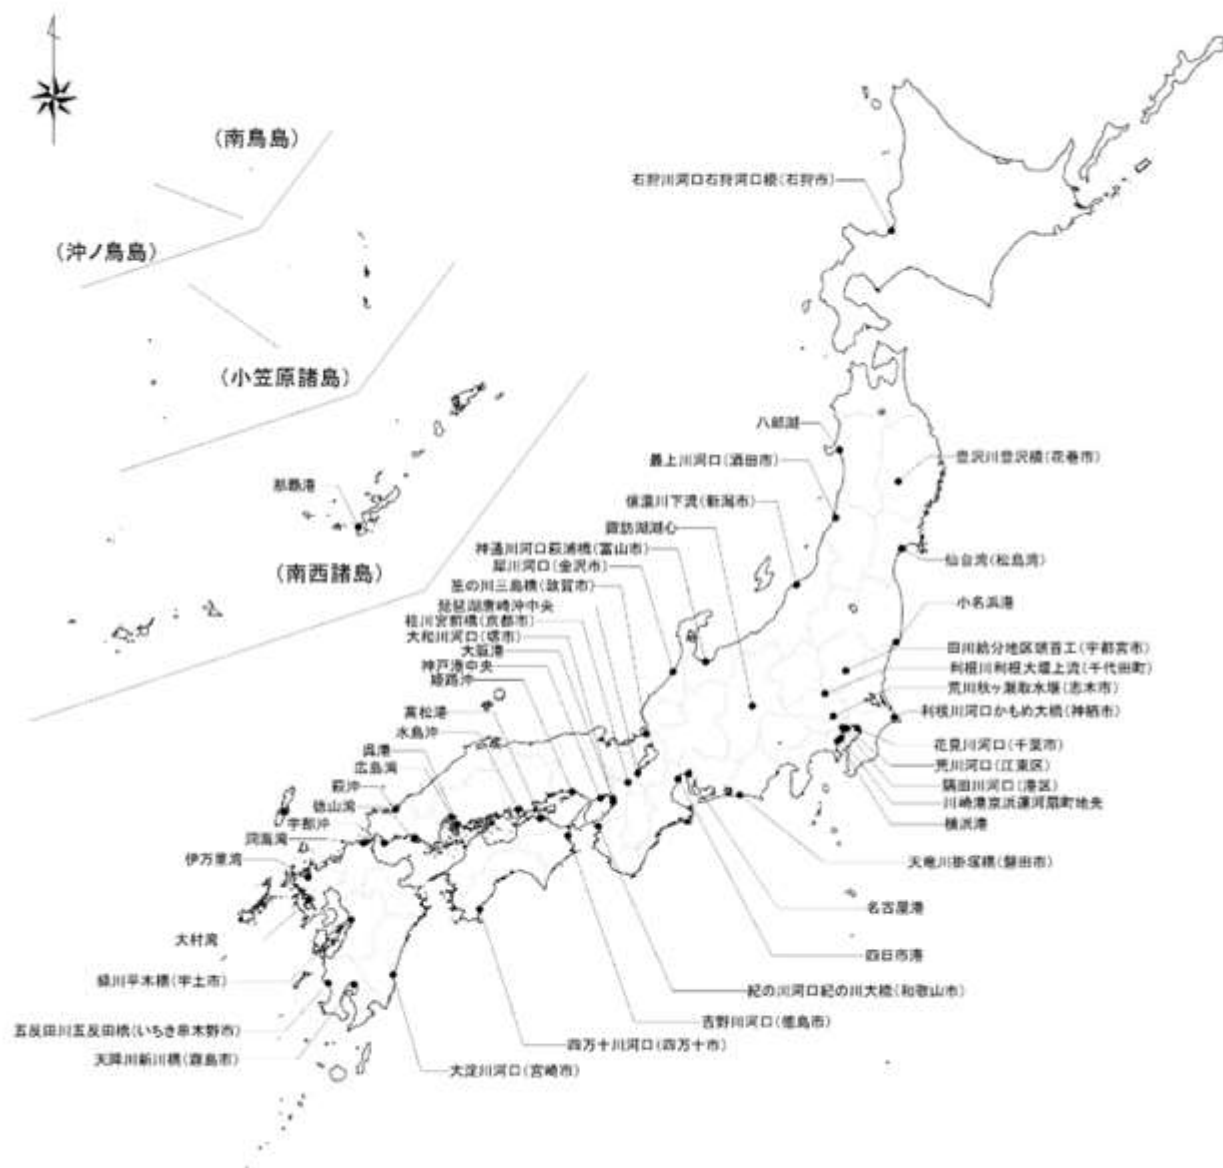 (南鳥島)
(沖ノ鳥島)
(小笠原諸島)
那覇港
(南西諸島)
石狩川河口石狩河口橋(石狩市)
八郎湖
最上川河口(酒田市)
信濃川下流(新潟市)
諏訪湖湖心
神通川河口萩浦橋(富山市)
犀川河口(金沢市)
笙の川三島橋(敦賀市)
琵琶湖唐崎沖中央
桂川宮前橋(京都市)
大和川河口(堺市)
大阪港
神戸港中央
姫路沖
高松港
水島沖
呉港
広島湾
萩沖
徳山湾
宇部沖
洞海湾
伊万里湾
大村湾
緑川平木橋(宇土市)
五反田川五反田橋(いちき串木野市)
天降川新川橋(霧島市)
大淀川河口(宮崎市)
四万十川河口(四万十市)
吉野川河口(徳島市)
紀の川河口紀の川大橋(和歌山市)
四日市港
名古屋港
天竜川掛塚橋(磐田市)
豊沢川豊沢橋(花巻市)
仙台湾(松島湾)
小名浜港
田川給分地区頭首工(宇都宮市)
利根川利根大堰上流(千代田町)
荒川秋ヶ瀬取水堰(志木市)
利根川河口かもめ大橋(神栖市)
花見川河口(千葉市)
荒川河口(江東区)
隅田川河口(港区)
川崎港京浜運河扇町地先
横浜港